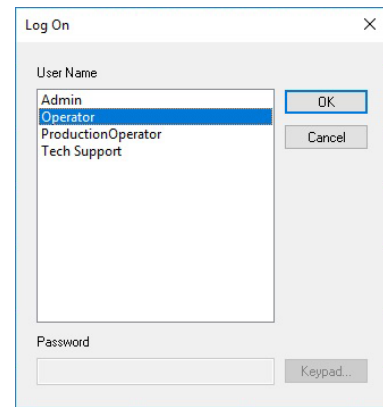 Log On
User Name
Admin
Operator
ProductionOperator
Tech Support
OK
Cancel
Password
Keypad...